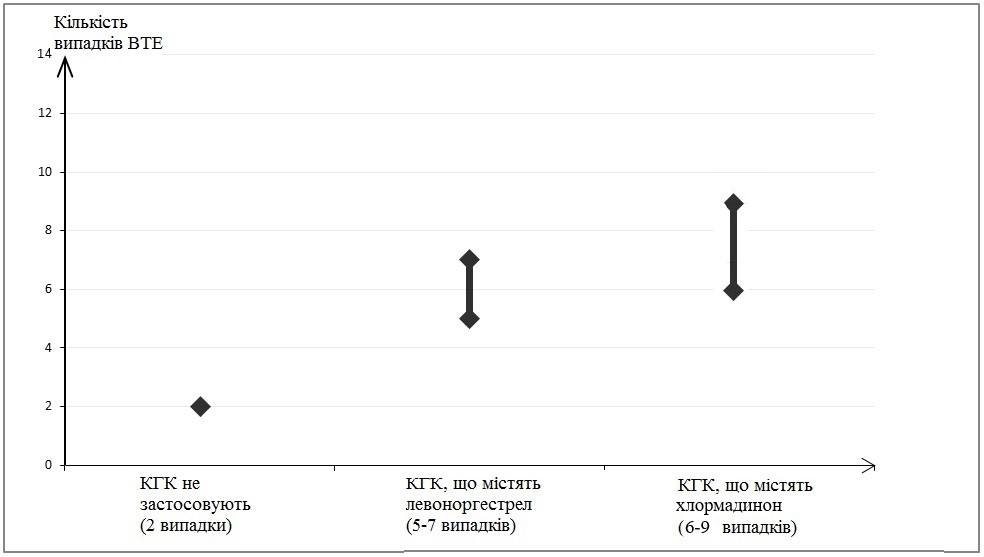 Кількість
випадків ВТЕ
14
12
10
8
6
4
2
0
КГК не
застосовують
(2 випадки)
КГК, що містять
левоноргестрел
(5-7 випадків)
КГК, що містять
хлормадинон
(6-9 випадків)